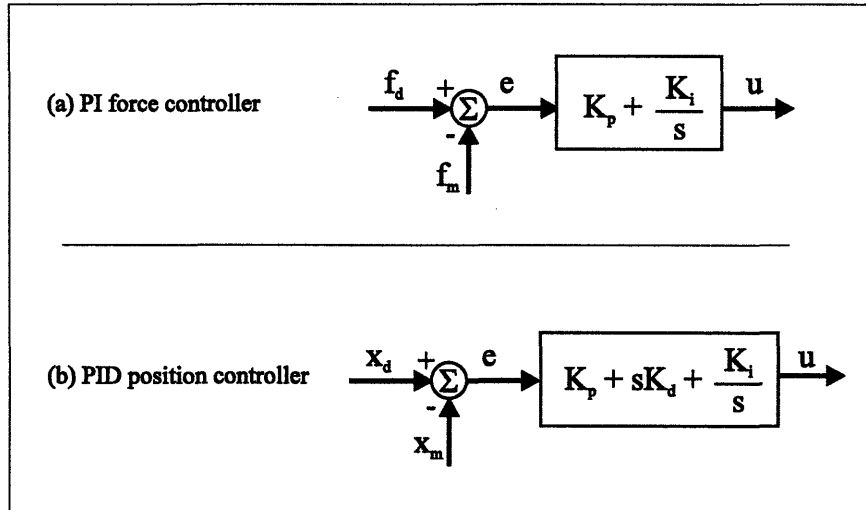 (a) PI force controller
f_d + Σ - e K_p + K_i/s u
f_m
(b) PID position controller
x_d + Σ - e K_p + sK_d + K_i/s u
x_m